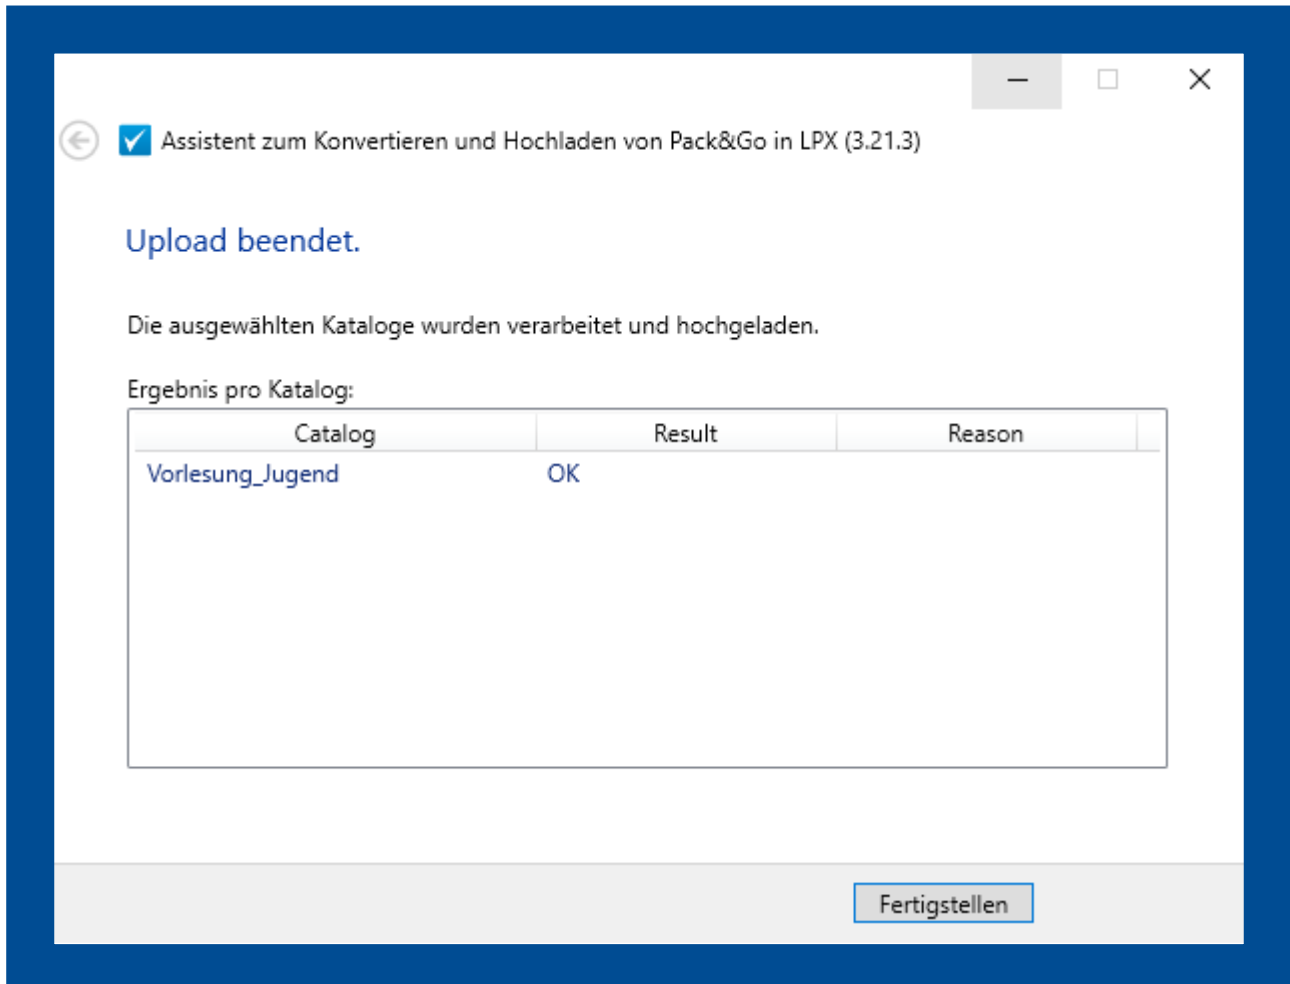 Assistent zum Konvertieren und Hochladen von Pack&Go in LPX (3.21.3)
Upload beendet.
Die ausgewählten Kataloge wurden verarbeitet und hochgeladen.
Ergebnis pro Katalog:
Catalog Result Reason
Vorlesung_Jugend OK
Fertigstellen